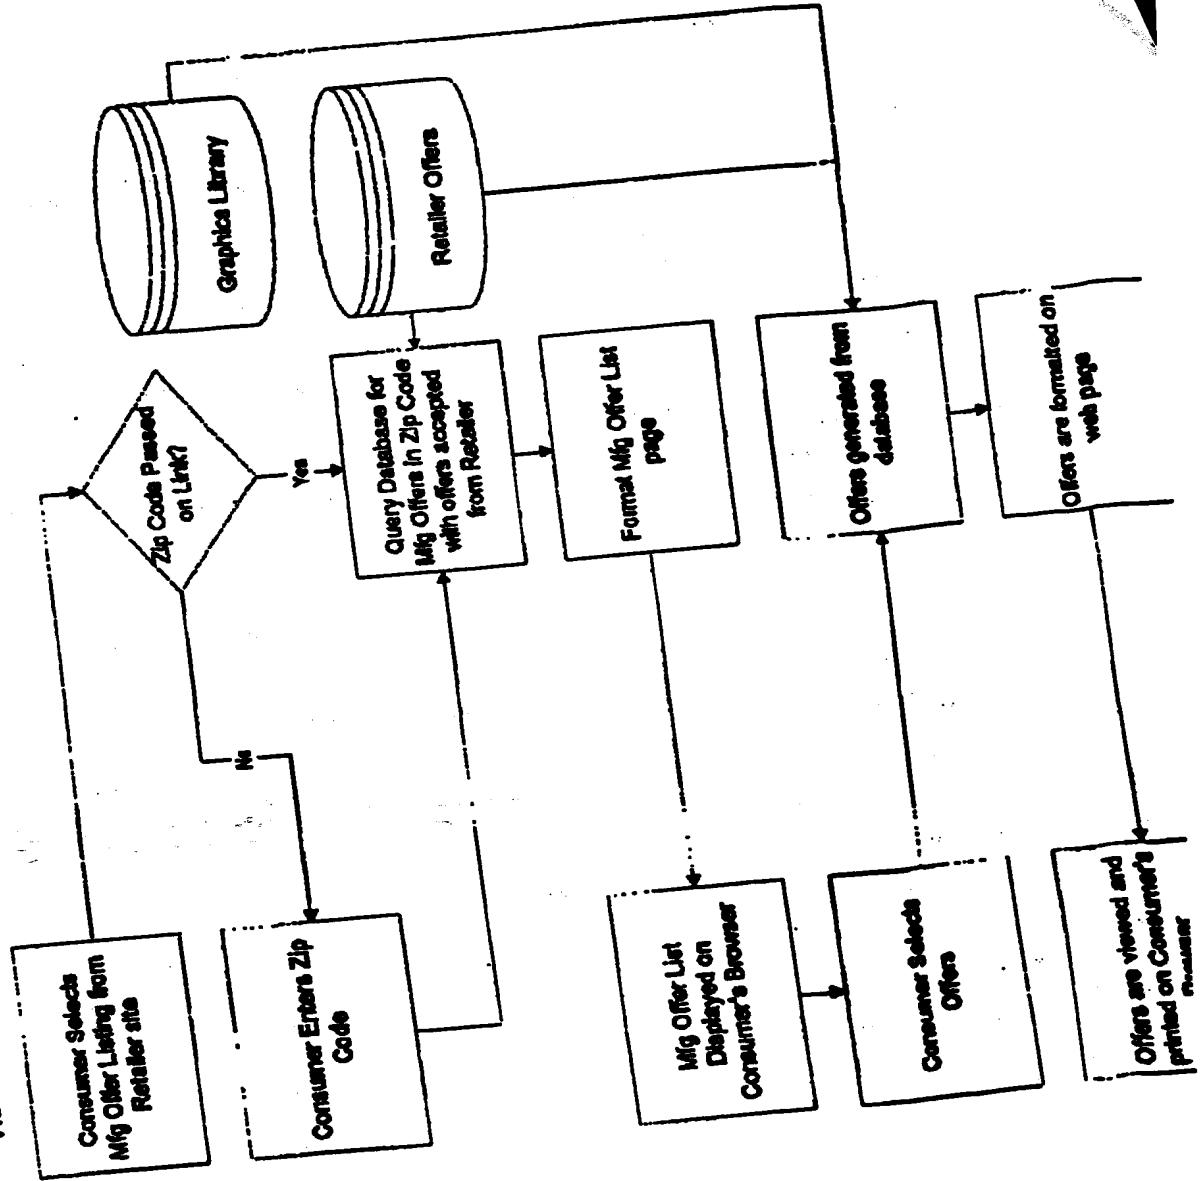 Consumer Selects
Mfg Offer Listing from
Retailer site
Zip Code Passed
on Link?
Graphics Library
No
Yes
Consumer Enters Zip
Code
Query Database for
Mfg Offers in Zip Code
with offers accepted
from Retailer
Retailer Offers
Format Mfg Offer List
page
Mfg Offer List
Displayed on
Consumer's Browser
Consumer Selects
Offers
Offers generated from
database
Offers are formatted on
web page
Offers are viewed and
printed on Consumer's